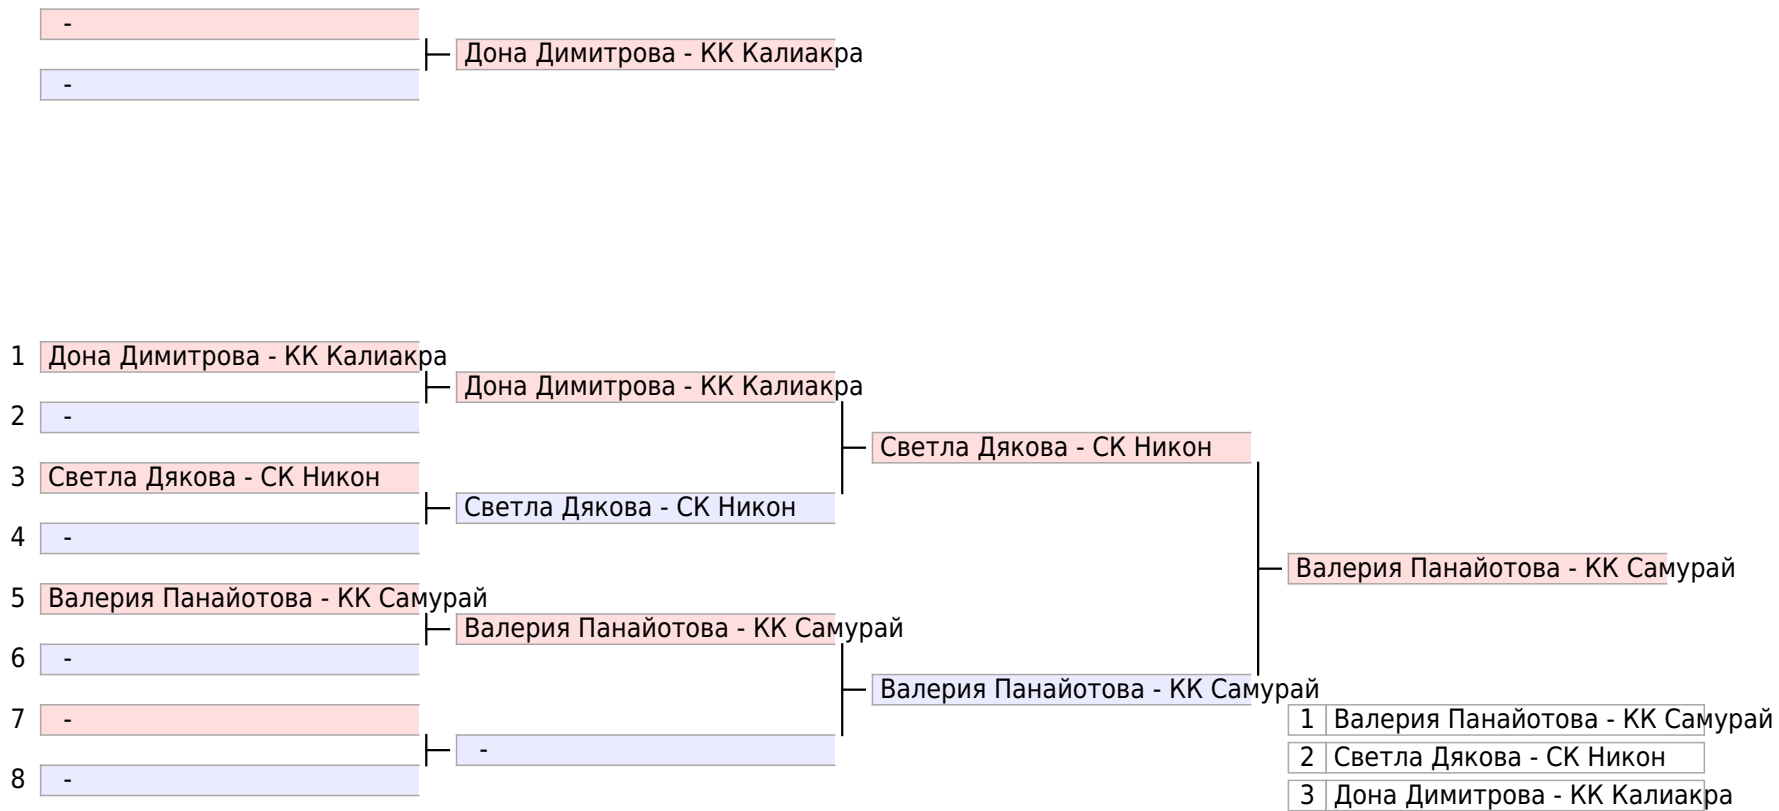 -
Дона Димитрова - КК Калиакра
-
1 Дона Димитрова - КК Калиакра
Дона Димитрова - КК Калиакра
2 -
Светла Дякова - СК Никон
3 Светла Дякова - СК Никон
Светла Дякова - СК Никон
4 -
Валерия Панайотова - КК Самурай
5 Валерия Панайотова - КК Самурай
Валерия Панайотова - КК Самурай
6 -
Валерия Панайотова - КК Самурай
7 -
1 Валерия Панайотова - КК Самурай
-
2 Светла Дякова - СК Никон
8 -
3 Дона Димитрова - КК Калиакра